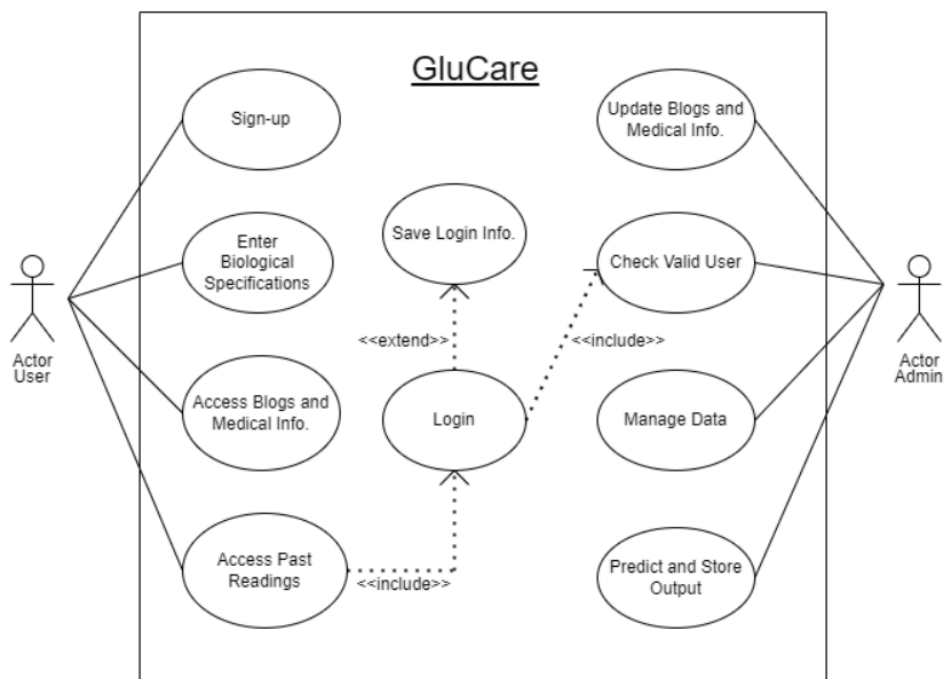 GluCare
Sign-up
Update Blogs and
Medical Info.
Save Login Info.
Enter
Biological
Specifications
Check Valid User
<<extend>>
<<include>>
Actor
User
Actor
Admin
Access Blogs and
Medical Info.
Login
Manage Data
Access Past
Readings
<<include>>
Predict and Store
Output